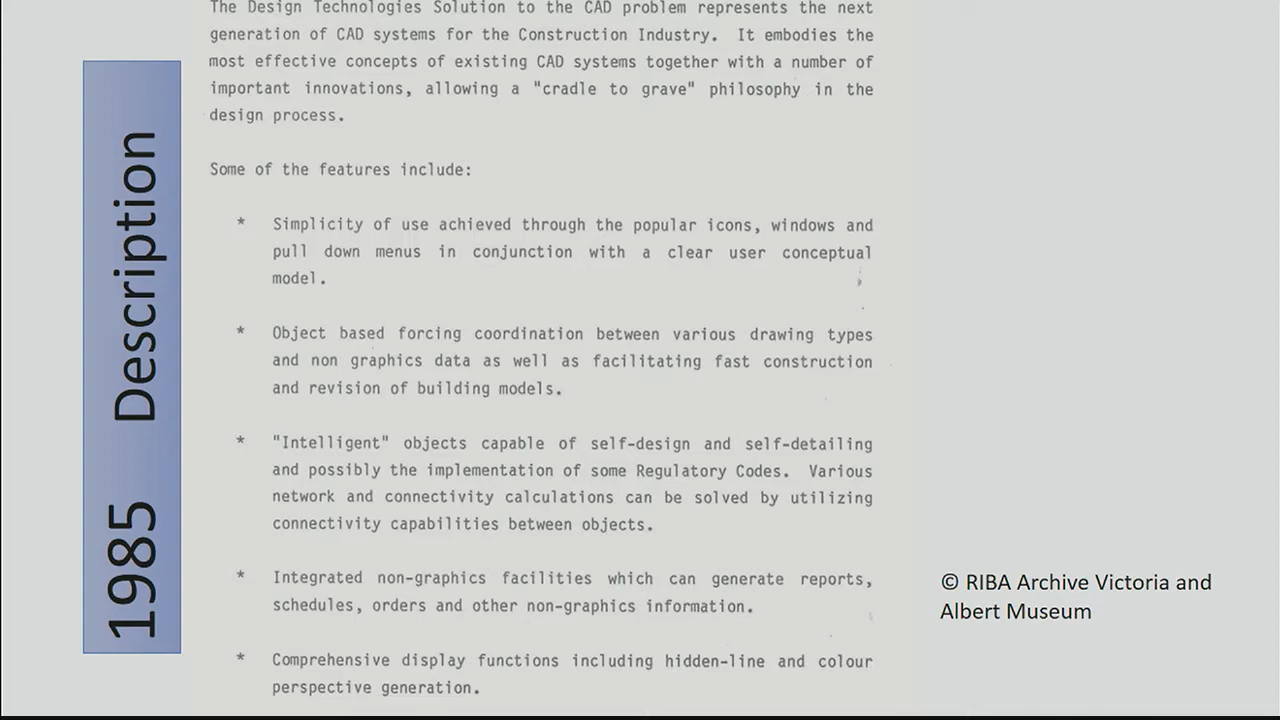 The Design Technologies Solution to the CAD problem represents the next
generation of CAD systems for the Construction Industry. It embodies the
most effective concepts of existing CAD systems together with a number of
important innovations, allowing a "cradle to grave" philosophy in the
design process.
Some of the features include:
* Simplicity of use achieved through the popular icons, windows and
pull down menus in conjunction with a clear user conceptual
model.
* Object based forcing coordination between various drawing types
and non graphics data as well as facilitating fast construction
and revision of building models.
* "Intelligent" objects capable of self-design and self-detailing
and possibly the implementation of some Regulatory Codes. Various
network and connectivity calculations can be solved by utilizing
connectivity capabilities between objects.
* Integrated non-graphics facilities which can generate reports,
schedules, orders and other non-graphics information.
* Comprehensive display functions including hidden-line and colour
perspective generation.
1985 Description
© RIBA Archive Victoria and
Albert Museum